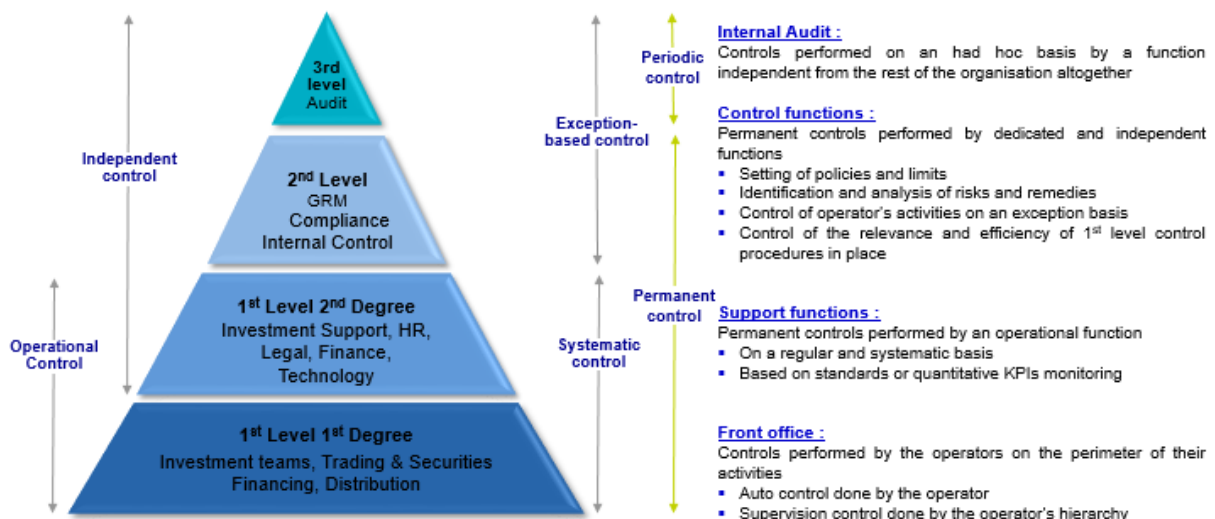 3rd
level
Audit
2nd Level
GRM
Compliance
Internal Control
1st Level 2nd Degree
Investment Support, HR,
Legal, Finance,
Technology
1st Level 1st Degree
Investment teams, Trading & Securities
Financing, Distribution
Independent
control
Operational
Control
Exception-
based control
Systematic
control
Periodic
control
Permanent
control
Internal Audit :
Controls performed on an had hoc basis by a function
independent from the rest of the organisation altogether
Control functions :
Permanent controls performed by dedicated and independent
functions
▪ Setting of policies and limits
▪ Identification and analysis of risks and remedies
▪ Control of operator's activities on an exception basis
▪ Control of the relevance and efficiency of 1st level control
procedures in place
Support functions :
Permanent controls performed by an operational function
▪ On a regular and systematic basis
▪ Based on standards or quantitative KPIs monitoring
Front office :
Controls performed by the operators on the perimeter of their
activities
▪ Auto control done by the operator
▪ Supervision control done by the operator's hierarchy